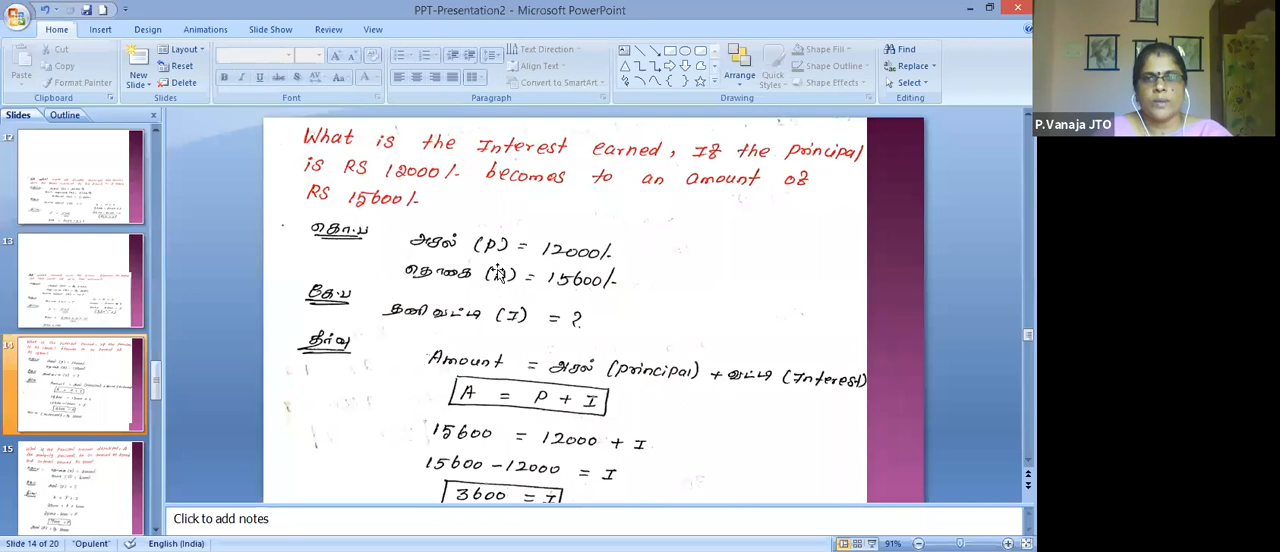 PPT-Presentation2 - Microsoft PowerPoint
Home Insert Design Animations Slide Show Review View
Paste
Cut
Copy
Format Painter
Clipboard
New Slide
Layout
Reset
Delete
Slides
Font
Text Direction
Align Text
Convert to SmartArt
Paragraph
Arrange
Quick Styles
Shape Fill
Shape Outline
Shape Effects
Drawing
Find
Replace
Select
Editing
P.Vanaja JTO
Slides Outline
12
13
14
15
What is the Interest earned, If the principal
is RS 12000/- becomes to an amount of
RS 15600/-
கொ.ப
அசல் (P) = 12000/-
தொகை (A) = 15600/-
தே.ப
தனி வட்டி (I) = ?
தீர்வு
Amount = அசல் (principal) + வட்டி (Interest)
A = P + I
15600 = 12000 + I
15600 - 12000 = I
3600 = I
Click to add notes
Slide 14 of 20 "Opulent" English (India) 91%